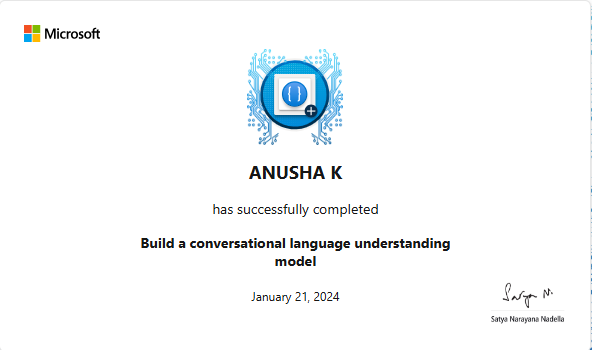 Microsoft
{ }
ANUSHA K
has successfully completed
Build a conversational language understanding
model
January 21, 2024
Satya N.
Satya Narayana Nadella